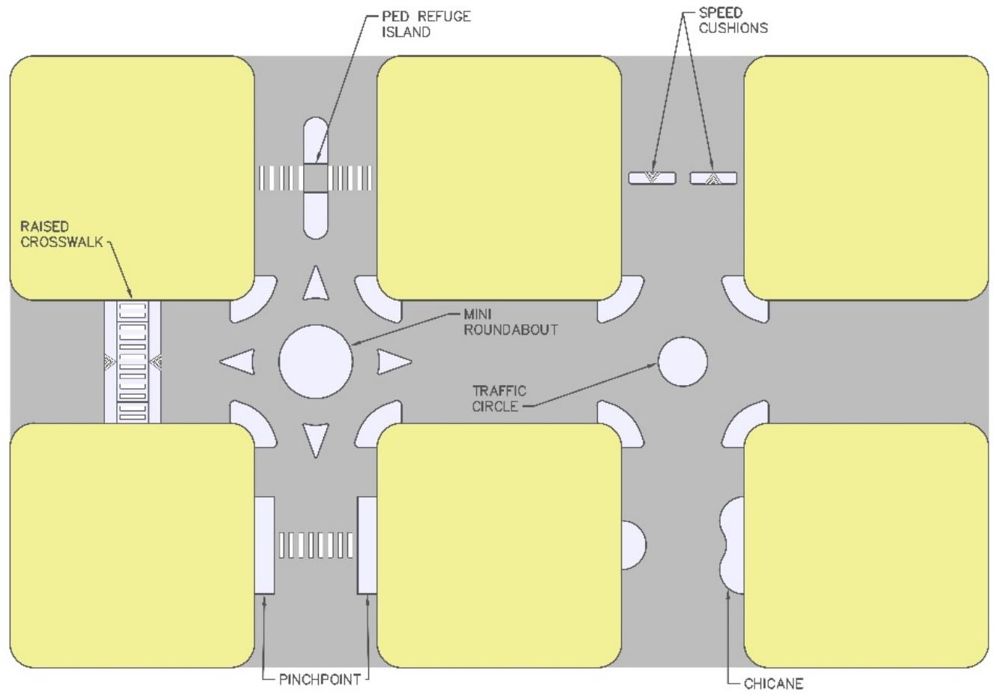 PED REFUGE
ISLAND
SPEED
CUSHIONS
RAISED
CROSSWALK
MINI
ROUNDABOUT
TRAFFIC
CIRCLE
PINCHPOINT
CHICANE